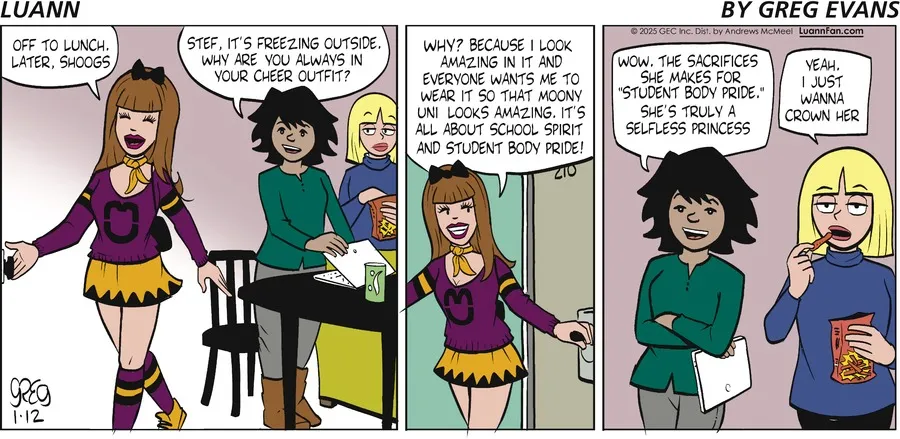 LUANN
BY GREG EVANS
OFF TO LUNCH.
LATER, SHOOGS
STEF, IT'S FREEZING OUTSIDE.
WHY ARE YOU ALWAYS IN
YOUR CHEER OUTFIT?
M
GREG
1•12
WHY? BECAUSE I LOOK
AMAZING IN IT AND
EVERYONE WANTS ME TO
WEAR IT SO THAT MOONY
UNI LOOKS AMAZING. IT'S
ALL ABOUT SCHOOL SPIRIT
AND STUDENT BODY PRIDE!
210
M
© 2025 GEC Inc. Dist. by Andrews McMeel LuannFan.com
WOW. THE SACRIFICES
SHE MAKES FOR
"STUDENT BODY PRIDE."
SHE'S TRULY A
SELFLESS PRINCESS
YEAH.
I JUST
WANNA
CROWN HER